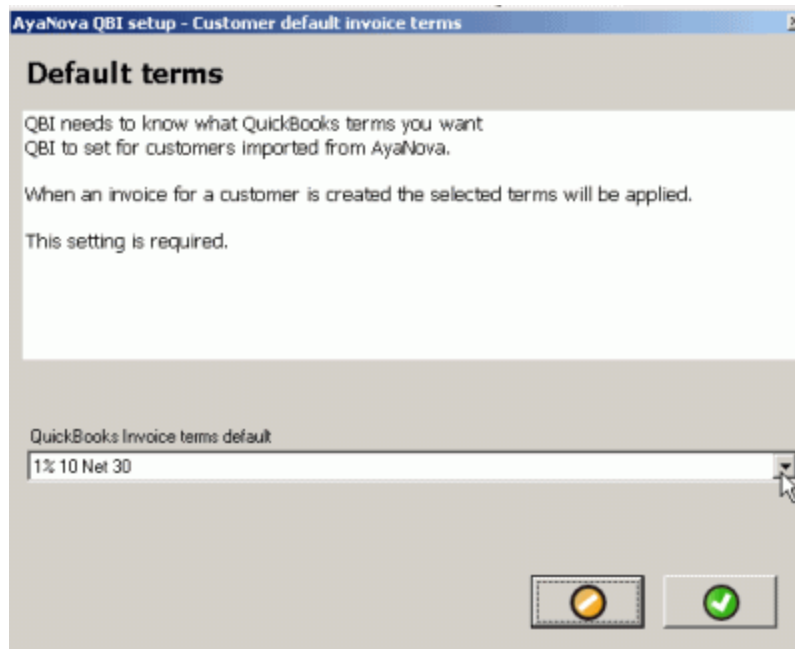 AyaNova QBI setup - Customer default invoice terms
Default terms
QBI needs to know what QuickBooks terms you want
QBI to set for customers imported from AyaNova.
When an invoice for a customer is created the selected terms will be applied.
This setting is required.
QuickBooks Invoice terms default
1% 10 Net 30